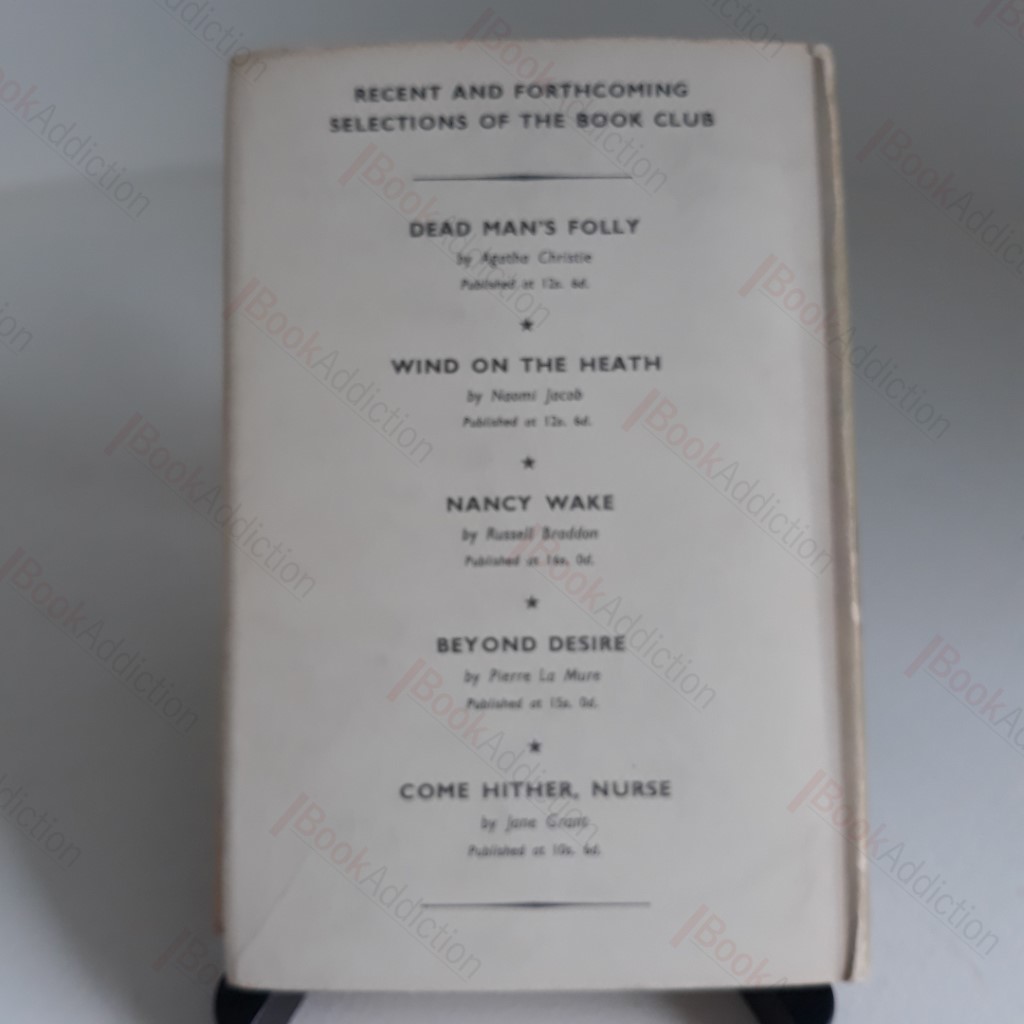 RECENT AND FORTHCOMING
SELECTIONS OF THE BOOK CLUB
DEAD MAN'S FOLLY
by Agatha Christie
Published at 12s. 6d.
★
WIND ON THE HEATH
by Naomi Jacob
Published at 12s. 6d.
★
NANCY WAKE
by Russell Braddon
Published at 16s. 0d.
★
BEYOND DESIRE
by Pierre La Mure
Published at 15s. 0d.
★
COME HITHER, NURSE
by Jane Grant
Published at 10s. 6d.
BookAddiction